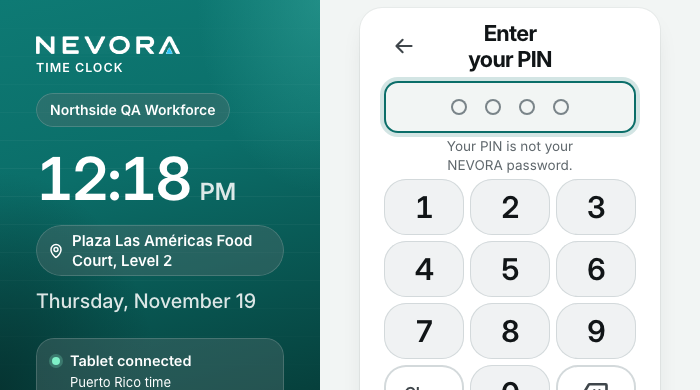 NEVORA
TIME CLOCK
Northside QA Workforce
12:18 PM
Plaza Las Américas Food
Court, Level 2
Thursday, November 19
Tablet connected
Puerto Rico time
Enter
your PIN
Your PIN is not your
NEVORA password.
1 2 3
4 5 6
7 8 9
0